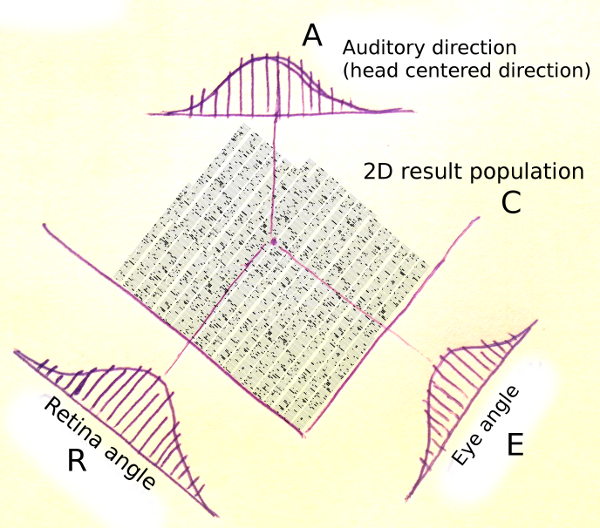 A
Auditory direction
(head centered direction)
2D result population
C
Retina angle
R
Eye angle
E